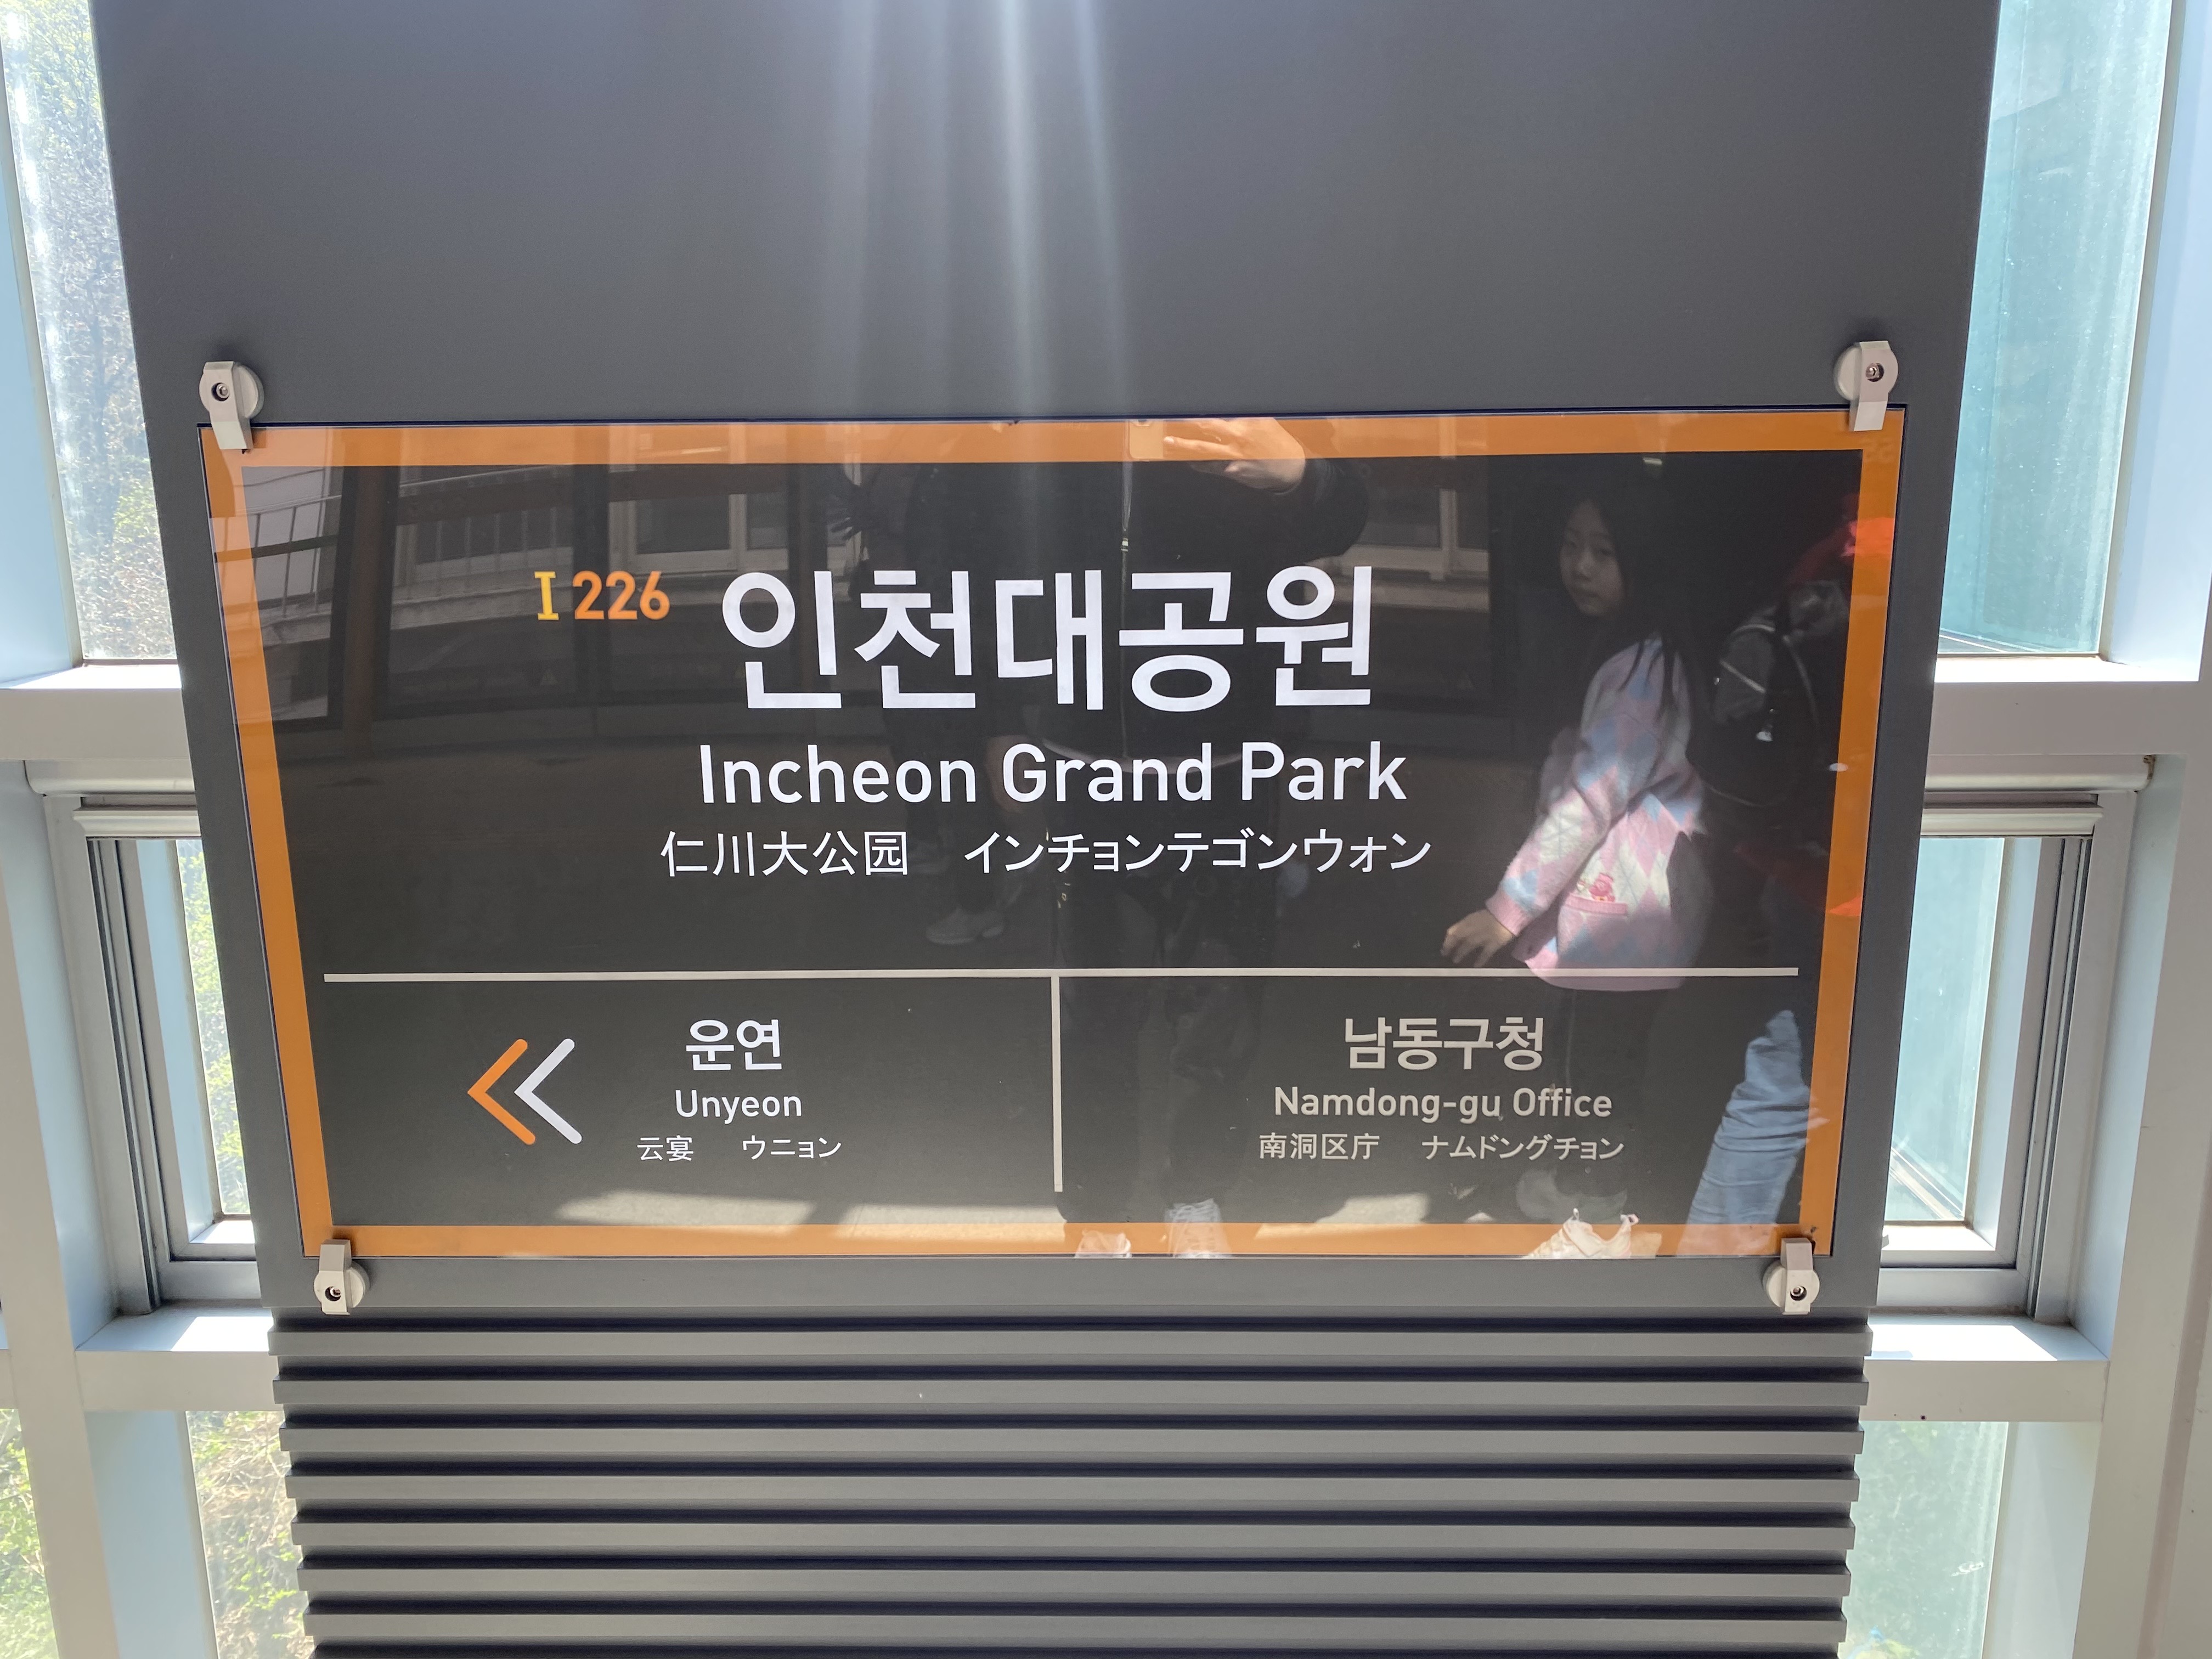 I 226 인천대공원
Incheon Grand Park
仁川大公园 インチョンテゴンウォン
운연
Unyeon
云宴 ウニョン
남동구청
Namdong-gu Office
南洞区庁 ナムドングチョン